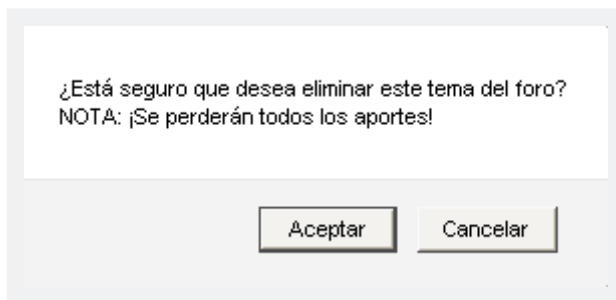 ¿Está seguro que desea eliminar este tema del foro?
NOTA: ¡Se perderán todos los aportes!
Aceptar
Cancelar